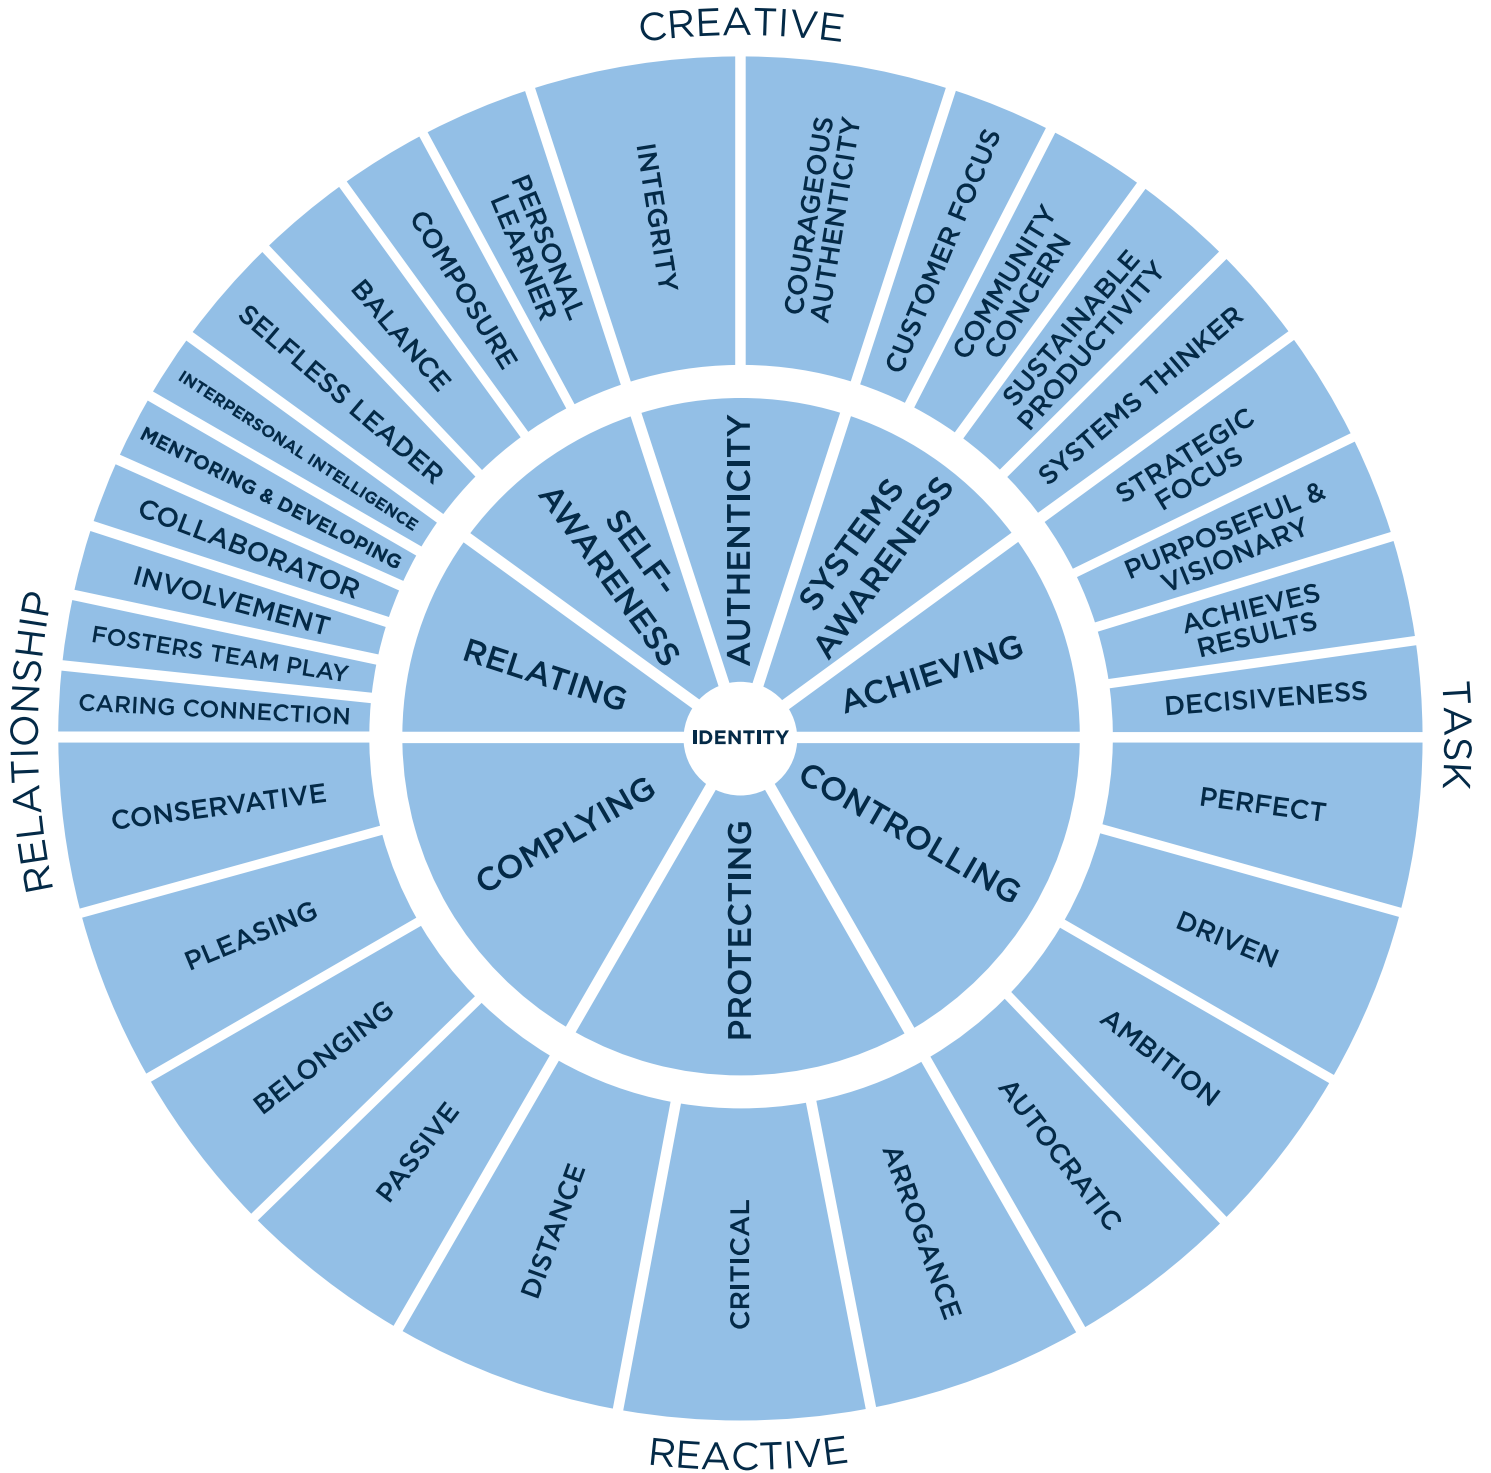 CREATIVE
INTEGRITY
COURAGEOUS
AUTHENTICITY
CUSTOMER FOCUS
COMMUNITY
CONCERN
SUSTAINABLE
PRODUCTIVITY
SYSTEMS THINKER
STRATEGIC
FOCUS
PURPOSEFUL &
VISIONARY
ACHIEVES
RESULTS
DECISIVENESS
TASK
PERFECT
DRIVEN
AMBITION
AUTOCRATIC
ARROGANCE
CRITICAL
REACTIVE
DISTANCE
PASSIVE
BELONGING
PLEASING
CONSERVATIVE
RELATIONSHIP
CARING CONNECTION
FOSTERS TEAM PLAY
INVOLVEMENT
COLLABORATOR
MENTORING & DEVELOPING
INTERPERSONAL INTELLIGENCE
SELFLESS LEADER
BALANCE
COMPOSURE
PERSONAL
LEARNER
RELATING
SELF-
AWARENESS
AUTHENTICITY
SYSTEMS
AWARENESS
ACHIEVING
IDENTITY
CONTROLLING
PROTECTING
COMPLYING